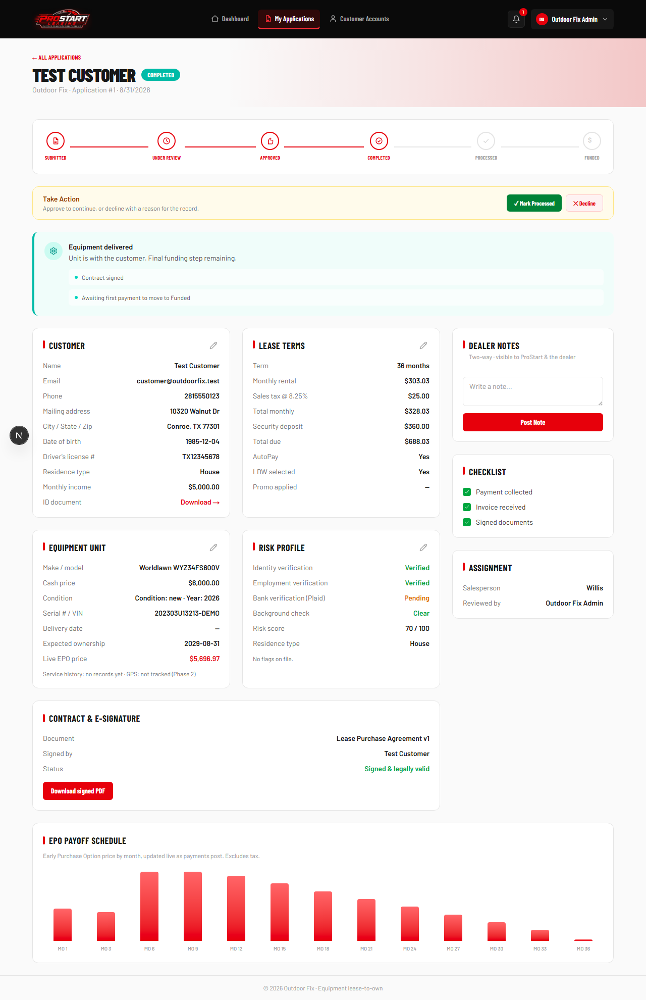 PROSTART
LEASING
Dashboard
My Applications
Customer Accounts
1
OU
Outdoor Fix Admin
← ALL APPLICATIONS
TEST CUSTOMER
COMPLETED
Outdoor Fix · Application #1 · 8/31/2026
SUBMITTED
UNDER REVIEW
APPROVED
COMPLETED
PROCESSED
$
FUNDED
Take Action
Approve to continue, or decline with a reason for the record.
✓ Mark Processed
✕ Decline
Equipment delivered
Unit is with the customer. Final funding step remaining.
Contract signed
Awaiting first payment to move to Funded
CUSTOMER
Name Test Customer
Email customer@outdoorfix.test
Phone 2815550123
Mailing address 10320 Walnut Dr
City / State / Zip Conroe, TX 77301
Date of birth 1985-12-04
Driver's license # TX12345678
Residence type House
Monthly income $5,000.00
ID document Download →
LEASE TERMS
Term 36 months
Monthly rental $303.03
Sales tax @ 8.25% $25.00
Total monthly $328.03
Security deposit $360.00
Total due $688.03
AutoPay Yes
LDW selected Yes
Promo applied —
DEALER NOTES
Two-way · visible to ProStart & the dealer
Write a note...
Post Note
N
CHECKLIST
Payment collected
Invoice received
Signed documents
EQUIPMENT UNIT
Make / model Worldlawn WYZ34FS600V
Cash price $6,000.00
Condition Condition: new · Year: 2026
Serial # / VIN 202303U13213-DEMO
Delivery date —
Expected ownership 2029-08-31
Live EPO price $5,696.97
Service history: no records yet · GPS: not tracked (Phase 2)
RISK PROFILE
Identity verification Verified
Employment verification Verified
Bank verification (Plaid) Pending
Background check Clear
Risk score 70 / 100
Residence type House
No flags on file.
ASSIGNMENT
Salesperson Willis
Reviewed by Outdoor Fix Admin
CONTRACT & E-SIGNATURE
Document Lease Purchase Agreement v1
Signed by Test Customer
Status Signed & legally valid
Download signed PDF
EPO PAYOFF SCHEDULE
Early Purchase Option price by month, updated live as payments post. Excludes tax.
MO 1 MO 3 MO 6 MO 9 MO 12 MO 15 MO 18 MO 21 MO 24 MO 27 MO 30 MO 33 MO 36
© 2026 Outdoor Fix · Equipment lease-to-own